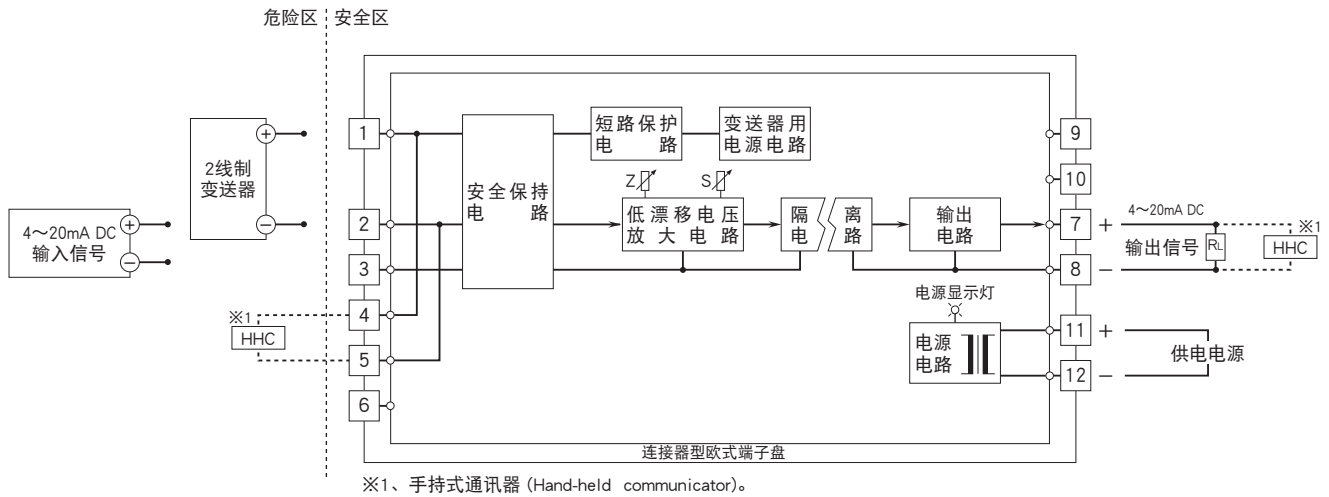 危险区 安全区
2线制
变送器
4～20mA DC
输入信号
※1
HHC
1
2
3
4
5
6
安全保持
电路
短路保护
电路
变送器用
电源电路
Z
S
低漂移电压
放大电路
隔离
电路
输出
电路
电源显示灯
电源
电路
9
10
7 +
8 −
11 +
12 −
4～20mA DC
输出信号
RL
※1
HHC
供电电源
连接器型欧式端子盘
※1、手持式通讯器 (Hand-held communicator)。